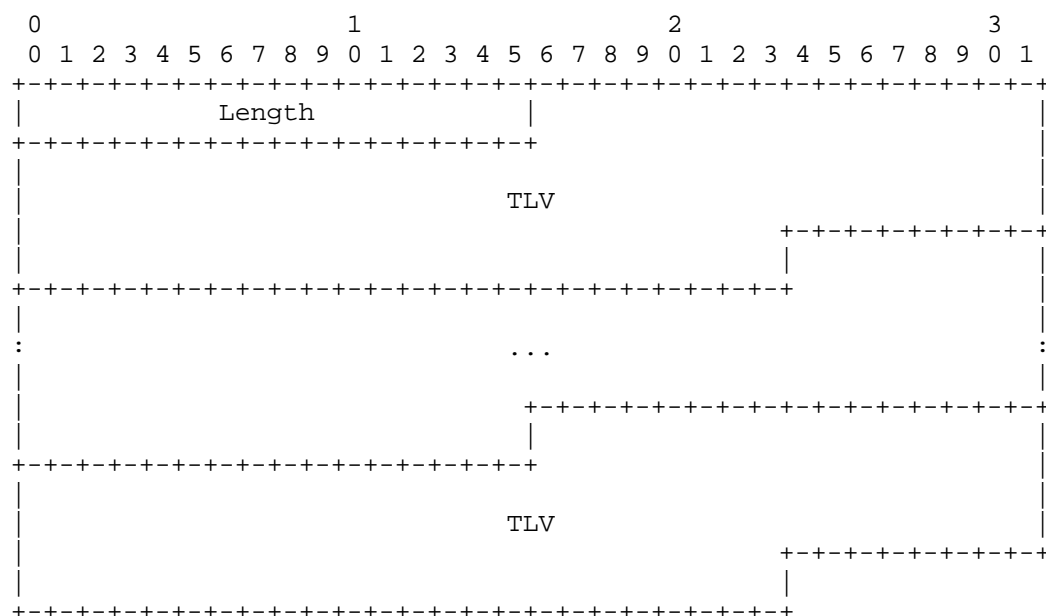 0                   1                   2                   3
0 1 2 3 4 5 6 7 8 9 0 1 2 3 4 5 6 7 8 9 0 1 2 3 4 5 6 7 8 9 0 1
+-+-+-+-+-+-+-+-+-+-+-+-+-+-+-+-+-+-+-+-+-+-+-+-+-+-+-+-+-+-+-+-+
|            Length             |                               |
+-+-+-+-+-+-+-+-+-+-+-+-+-+-+-+-+                               |
|                                                               |
|                              TLV                              |
|                                               +-+-+-+-+-+-+-+-+
|                                               |               |
+-+-+-+-+-+-+-+-+-+-+-+-+-+-+-+-+-+-+-+-+-+-+-+-+               |
|                                                               |
:                              ...                              :
|                                                               |
|                               +-+-+-+-+-+-+-+-+-+-+-+-+-+-+-+-+
|                               |                               |
+-+-+-+-+-+-+-+-+-+-+-+-+-+-+-+-+                               |
|                                                               |
|                              TLV                              |
|                                               +-+-+-+-+-+-+-+-+
|                                               |
+-+-+-+-+-+-+-+-+-+-+-+-+-+-+-+-+-+-+-+-+-+-+-+-+